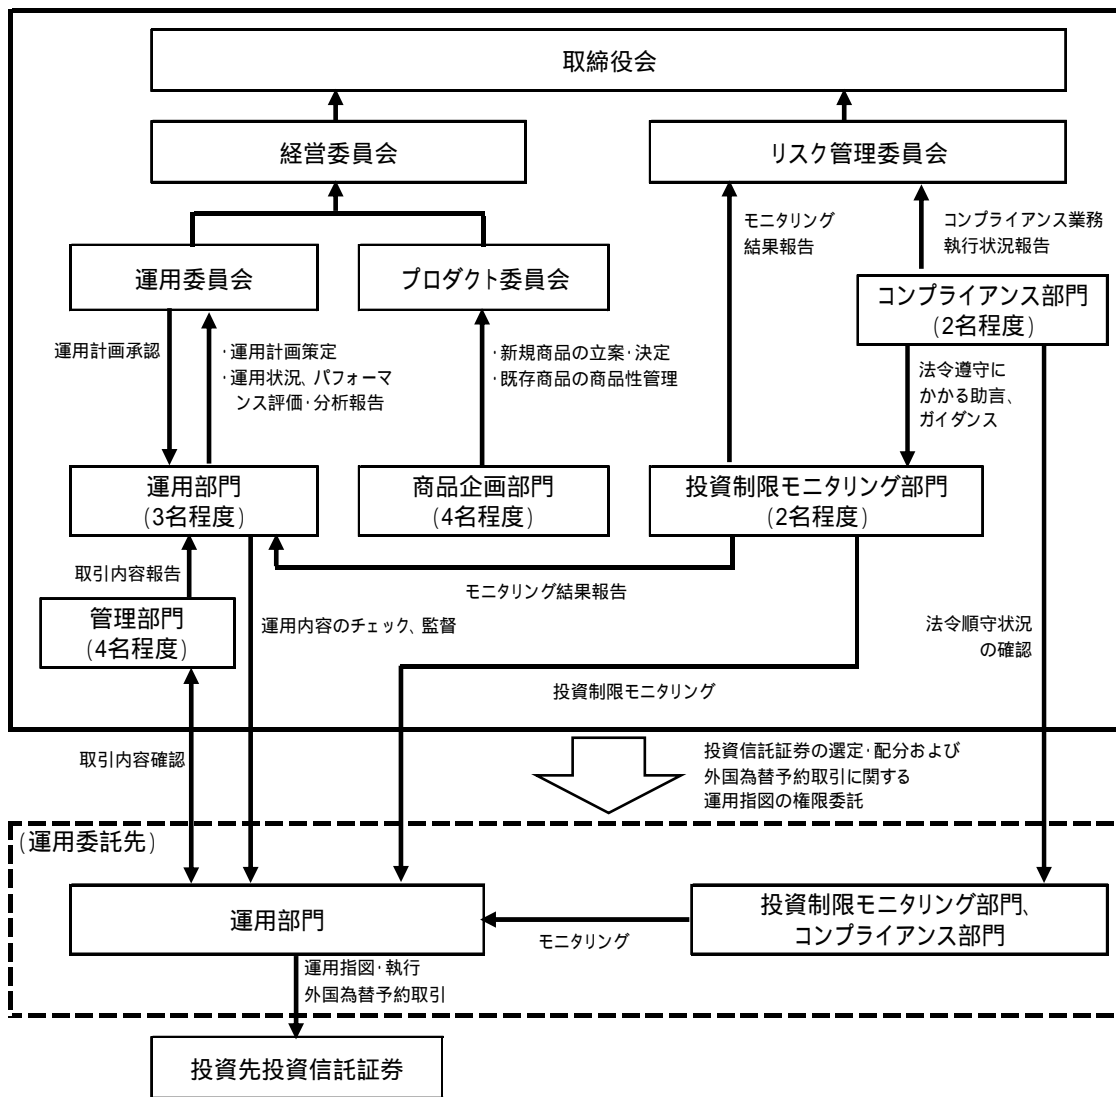 取締役会
経営委員会
リスク管理委員会
モニタリング
結果報告
コンプライアンス業務
執行状況報告
運用委員会
プロダクト委員会
コンプライアンス部門
(2名程度)
運用計画承認
・運用計画策定
・運用状況、パフォーマ
ンス評価・分析報告
・新規商品の立案・決定
・既存商品の商品性管理
法令遵守に
かかる助言、
ガイダンス
運用部門
(3名程度)
商品企画部門
(4名程度)
投資制限モニタリング部門
(2名程度)
取引内容報告
モニタリング結果報告
管理部門
(4名程度)
運用内容のチェック、監督
法令順守状況
の確認
投資制限モニタリング
取引内容確認
投資信託証券の選定・配分および
外国為替予約取引に関する
運用指図の権限委託
(運用委託先)
運用部門
モニタリング
投資制限モニタリング部門、
コンプライアンス部門
運用指図・執行
外国為替予約取引
投資先投資信託証券